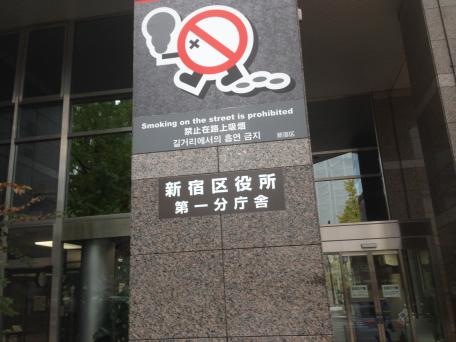 Smoking on the street is prohibited
禁止在路上吸烟
길거리에서의 흡연 금지
新宿区
新宿区役所
第一分庁舎